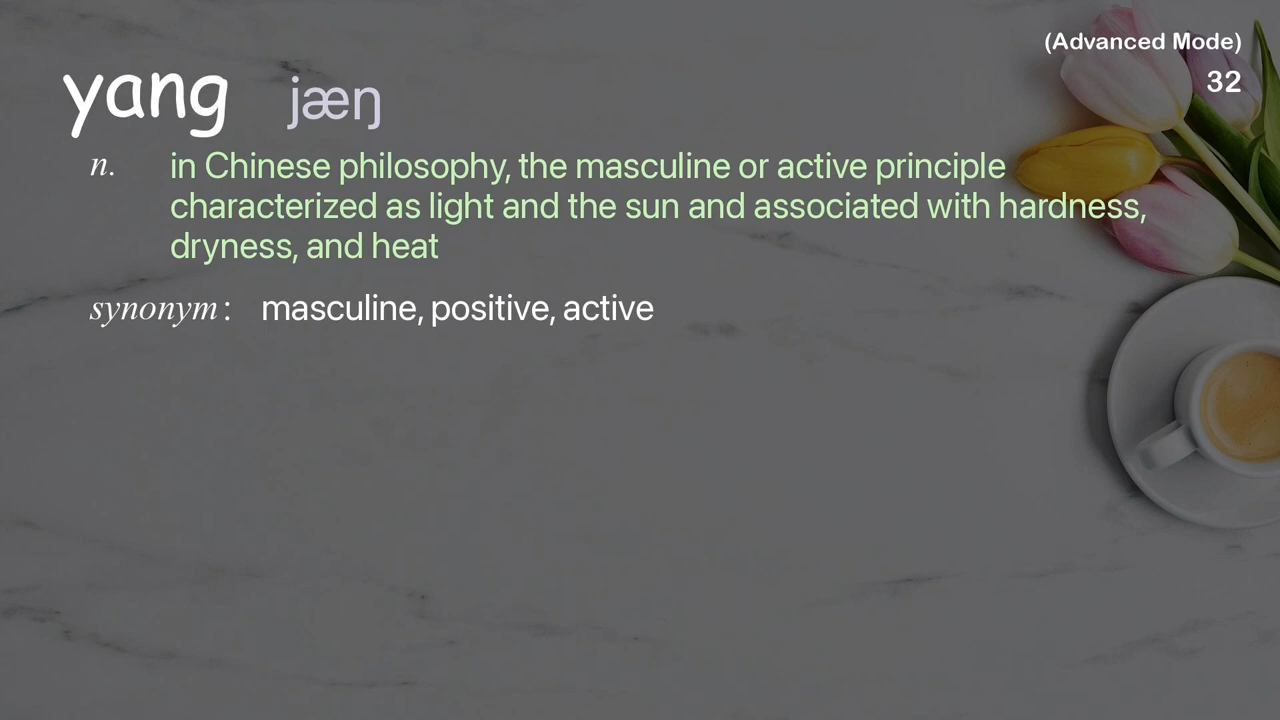 (Advanced Mode)
32
yang jæŋ
n. in Chinese philosophy, the masculine or active principle
characterized as light and the sun and associated with hardness,
dryness, and heat
synonym: masculine, positive, active